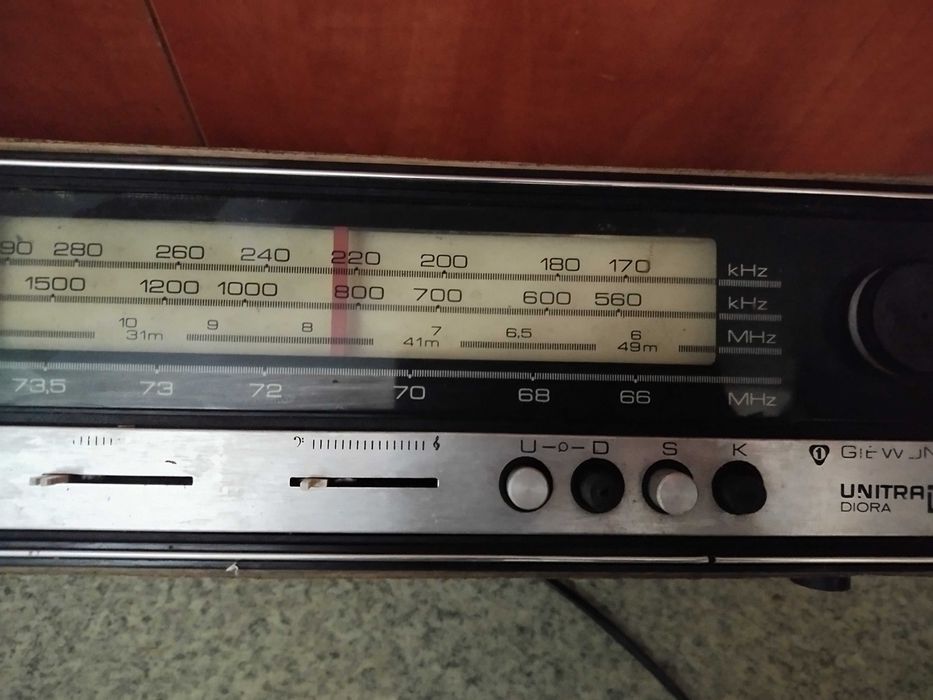 90 280 260 240 220 200 180 170 kHz
1500 1200 1000 800 700 600 560 kHz
10 9 8 7 6,5 6 MHz
31m 41m 49m
73,5 73 72 70 68 66 MHz
U-ρ-D S K
1
UNITRA
DIORA